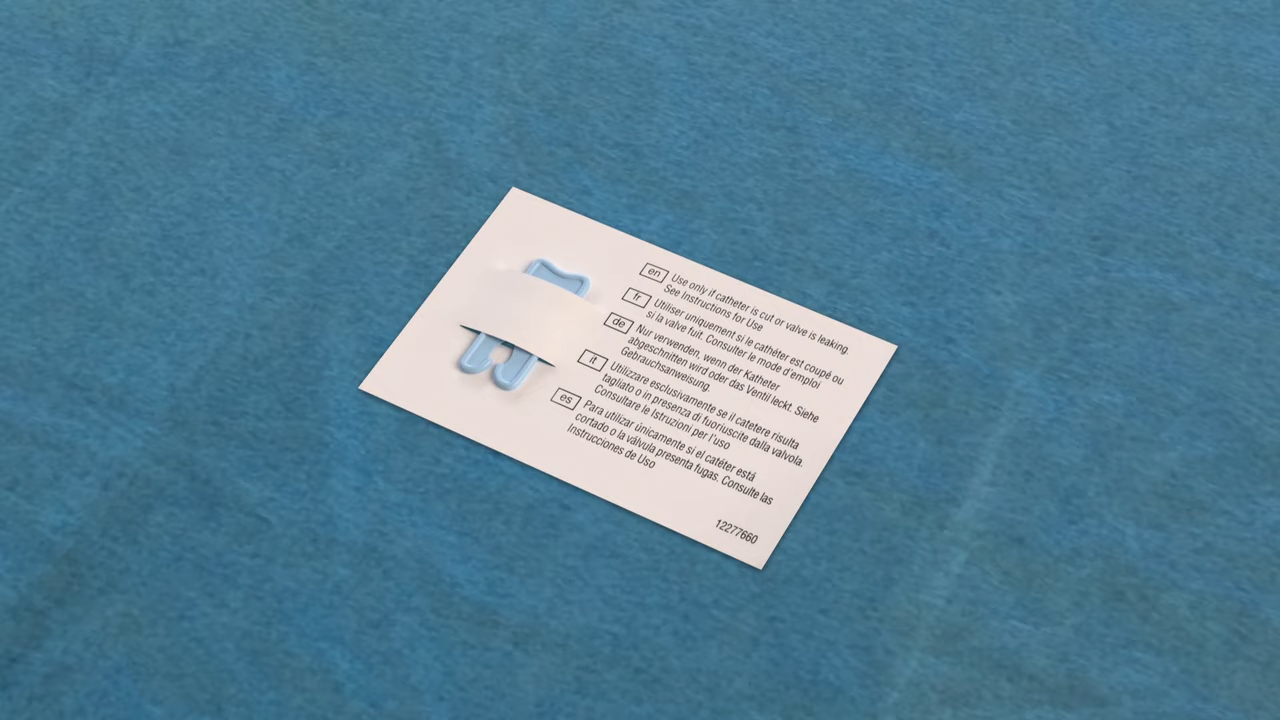 en Use only if catheter is cut or valve is leaking.
See Instructions for Use
fr Utiliser uniquement si le cathéter est coupé ou
si la valve fuit. Consulter le mode d'emploi
de Nur verwenden, wenn der Katheter
abgeschnitten wird oder das Ventil leckt. Siehe
Gebrauchsanweisung.
it Utilizzare esclusivamente se il catetere risulta
tagliato o in presenza di fuoriuscite dalla valvola.
Consultare le Istruzioni per l'uso
es Para utilizar únicamente si el catéter está
cortado o la válvula presenta fugas. Consulte las
Instrucciones de Uso
12277660